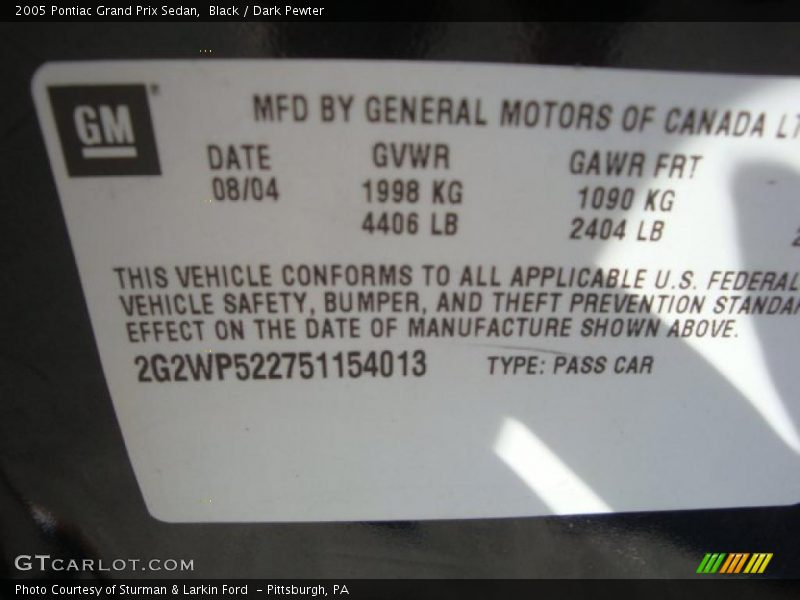 2005 Pontiac Grand Prix Sedan, Black / Dark Pewter
GM
MFD BY GENERAL MOTORS OF CANADA
DATE GVWR GAWR FRT
08/04 1998 KG 1090 KG
4406 LB 2404 LB
THIS VEHICLE CONFORMS TO ALL APPLICABLE U.S. FEDERAL
VEHICLE SAFETY, BUMPER, AND THEFT PREVENTION
EFFECT ON THE DATE OF MANUFACTURE SHOWN ABOVE.
2G2WP522751154013 TYPE: PASS CAR
GTCARLOT.COM
Photo Courtesy of Sturman & Larkin Ford - Pittsburgh, PA